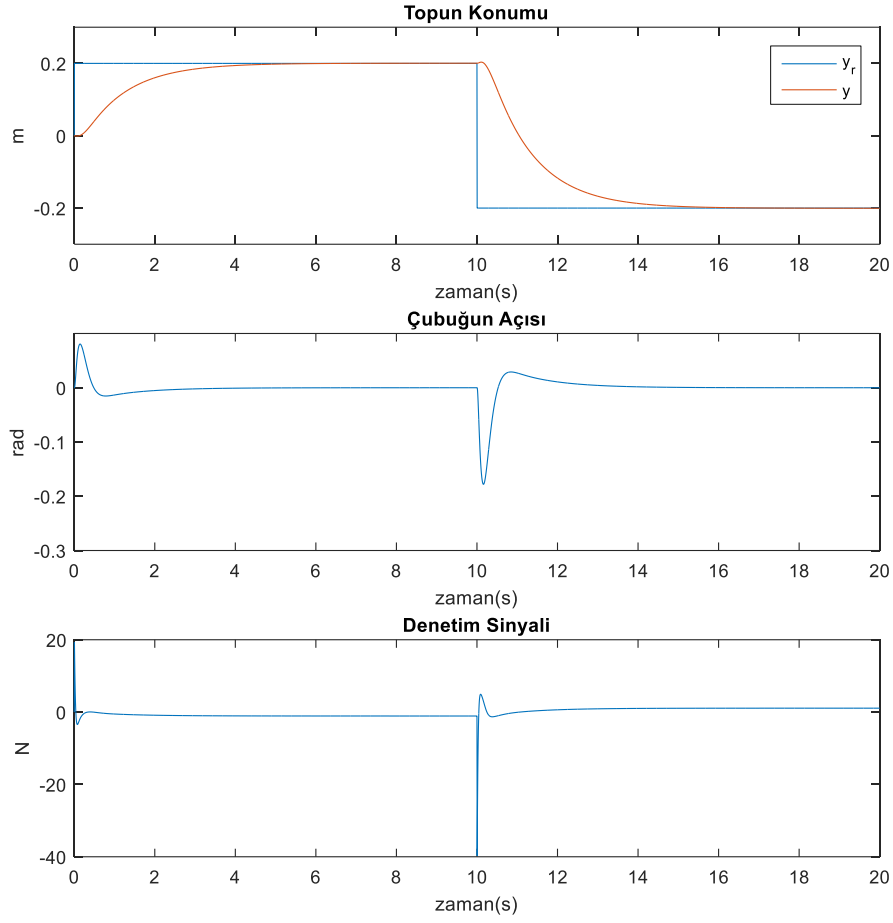 Topun Konumu
0.2
0
-0.2
m
y_r
y
0 2 4 6 8 10 12 14 16 18 20
zaman(s)
Çubuğun Açısı
0
-0.1
-0.2
-0.3
rad
0 2 4 6 8 10 12 14 16 18 20
zaman(s)
Denetim Sinyali
20
0
-20
-40
N
0 2 4 6 8 10 12 14 16 18 20
zaman(s)